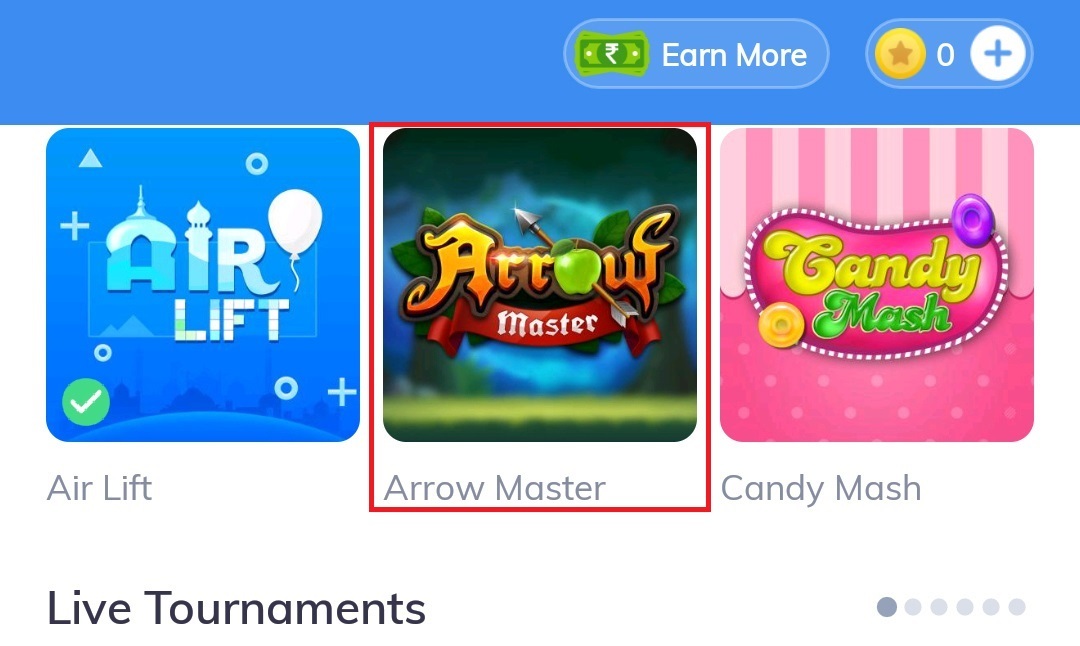 ₹ Earn More
0
AIR
LIFT
Arrow
Master
Candy
Mash
Air Lift
Arrow Master
Candy Mash
Live Tournaments